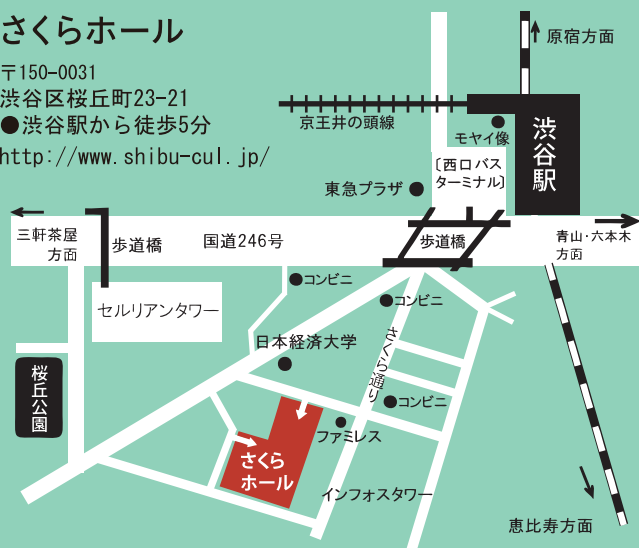 さくらホール
〒150-0031
渋谷区桜丘町23-21
●渋谷駅から徒歩5分
http://www.shibu-cul.jp/
原宿方面
京王井の頭線
モヤイ像
渋谷駅
〔西口バス
ターミナル〕
東急プラザ
三軒茶屋
方面
歩道橋
国道246号
歩道橋
青山・六本木
方面
コンビニ
コンビニ
セルリアンタワー
さくら通り
日本経済大学
桜丘公園
コンビニ
ファミレス
さくら
ホール
インフォスタワー
恵比寿方面